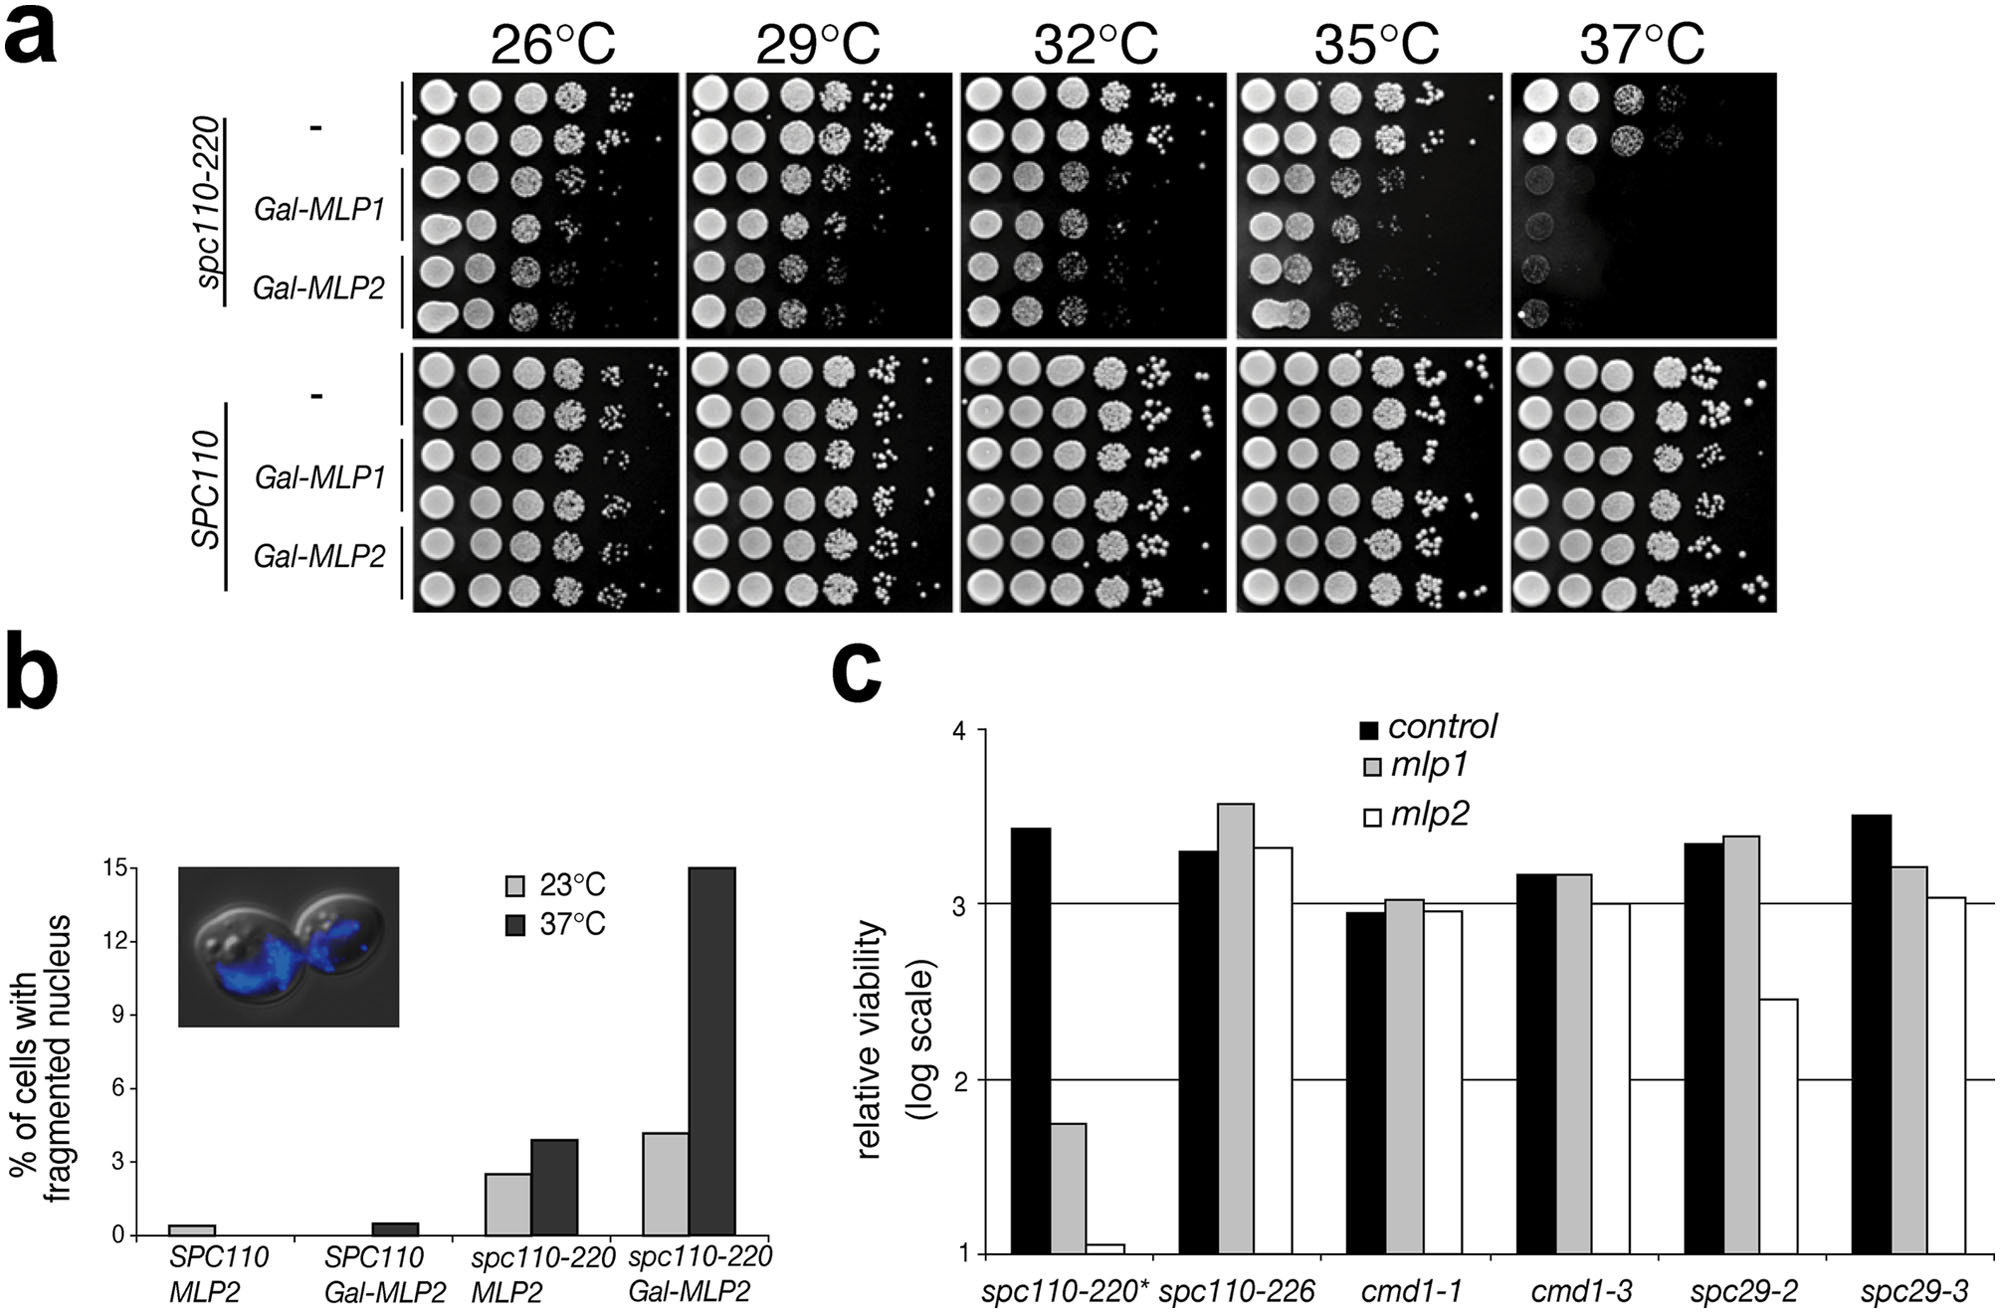 a
26°C 29°C 32°C 35°C 37°C
spc110-220
-
Gal-MLP1
Gal-MLP2
SPC110
-
Gal-MLP1
Gal-MLP2
b
% of cells with
fragmented nucleus
15
12
9
6
3
0
23°C
37°C
SPC110 SPC110 spc110-220 spc110-220
MLP2 Gal-MLP2 MLP2 Gal-MLP2
c
relative viability
(log scale)
4
3
2
1
control
mlp1
mlp2
spc110-220* spc110-226 cmd1-1 cmd1-3 spc29-2 spc29-3